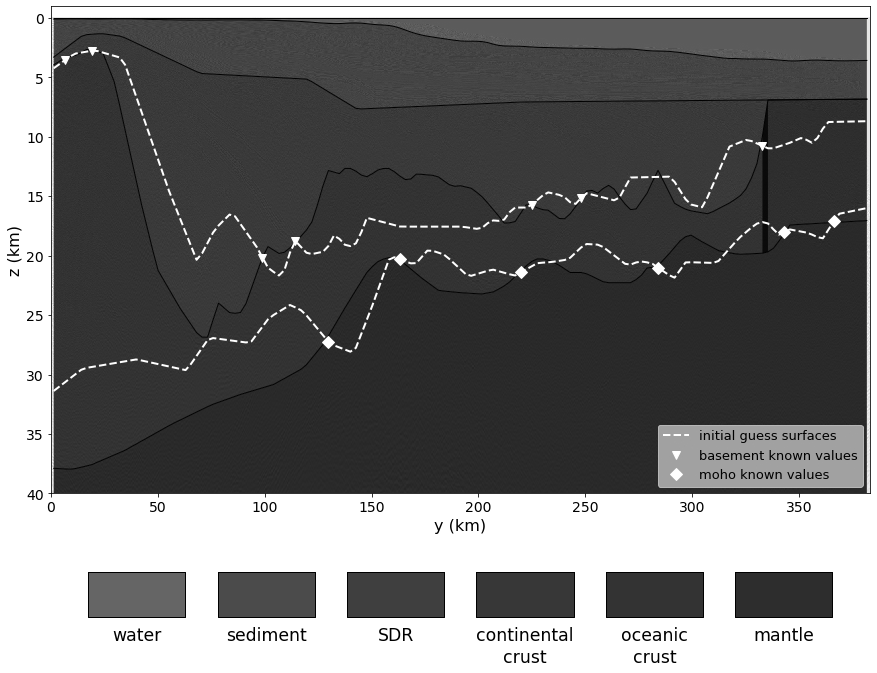 0
5
10
15
20
25
30
35
40
z (km)
0
50
100
150
200
250
300
350
y (km)
initial guess surfaces
basement known values
moho known values
water
sediment
SDR
continental
crust
oceanic
crust
mantle